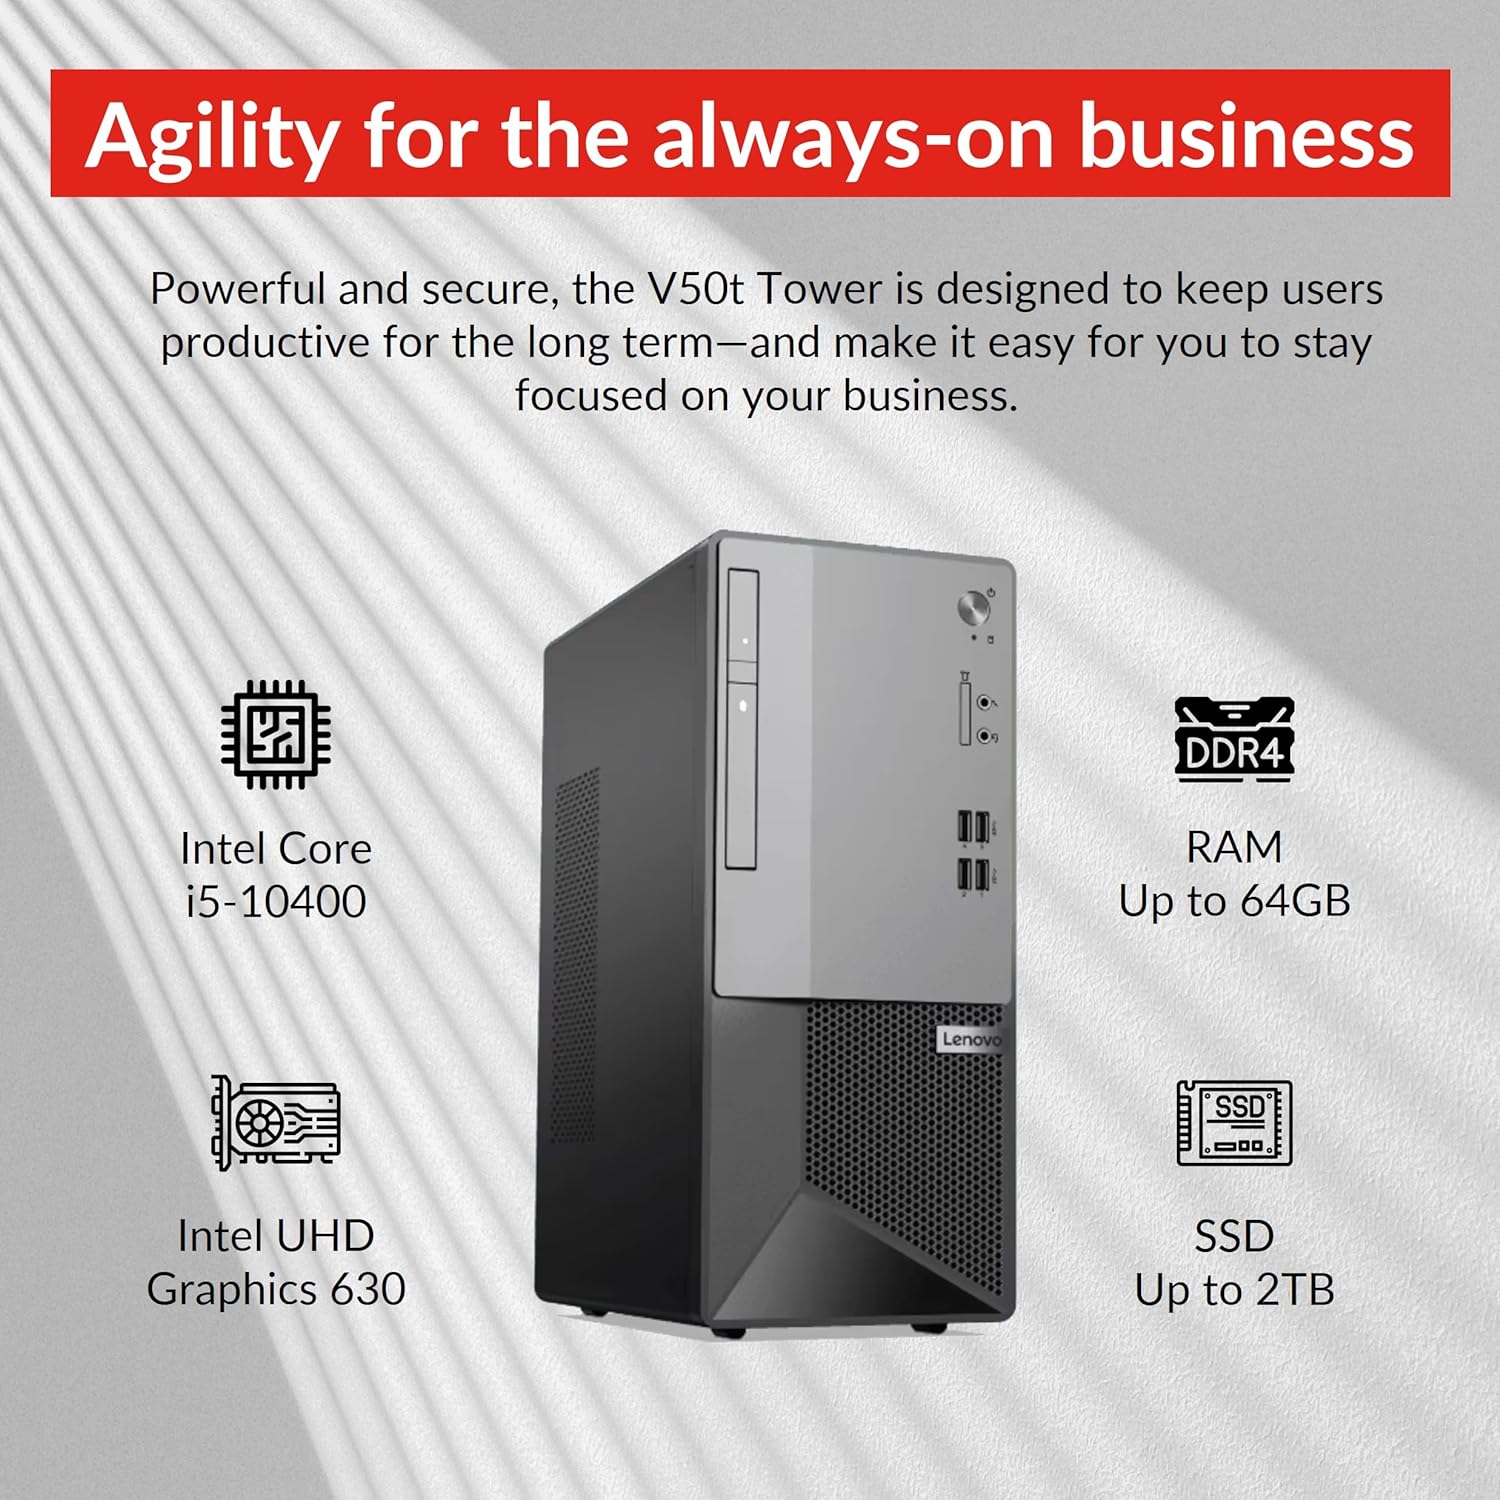 Agility for the always-on business
Powerful and secure, the V50t Tower is designed to keep users
productive for the long term—and make it easy for you to stay
focused on your business.
Intel Core
i5-10400
DDR4
RAM
Up to 64GB
Lenovo
Intel UHD
Graphics 630
SSD
SSD
Up to 2TB